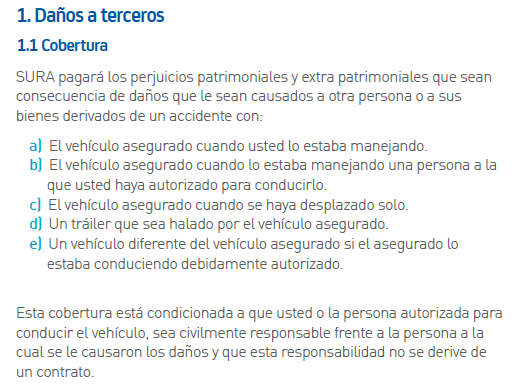 1. Daños a terceros
1.1 Cobertura
SURA pagará los perjuicios patrimoniales y extra patrimoniales que sean
consecuencia de daños que le sean causados a otra persona o a sus
bienes derivados de un accidente con:
a) El vehículo asegurado cuando usted lo estaba manejando.
b) El vehículo asegurado cuando lo estaba manejando una persona a la
que usted haya autorizado para conducirlo.
c) El vehículo asegurado cuando se haya desplazado solo.
d) Un tráiler que sea halado por el vehículo asegurado.
e) Un vehículo diferente del vehículo asegurado si el asegurado lo
estaba conduciendo debidamente autorizado.
Esta cobertura está condicionada a que usted o la persona autorizada para
conducir el vehículo, sea civilmente responsable frente a la persona a la
cual se le causaron los daños y que esta responsabilidad no se derive de
un contrato.